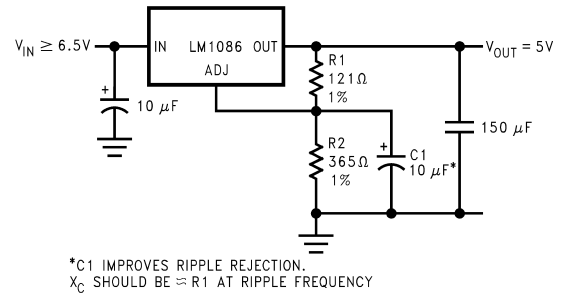 V_IN ≥ 6.5V
IN LM1086 OUT
ADJ
V_OUT = 5V
+
10 μF
R1
121Ω
1%
R2
365Ω
1%
+
C1
10 μF*
150 μF
*C1 IMPROVES RIPPLE REJECTION.
X_C SHOULD BE ≈ R1 AT RIPPLE FREQUENCY